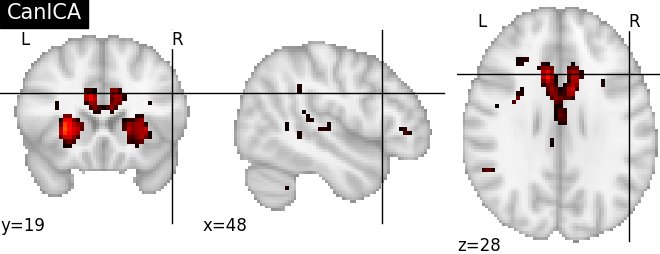 CanICA
L R
L R
y=19
x=48
z=28